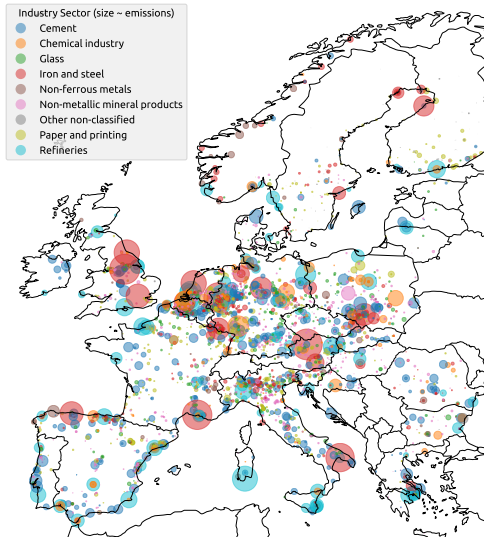 Industry Sector (size ~ emissions)
Cement
Chemical industry
Glass
Iron and steel
Non-ferrous metals
Non-metallic mineral products
Other non-classified
Paper and printing
Refineries